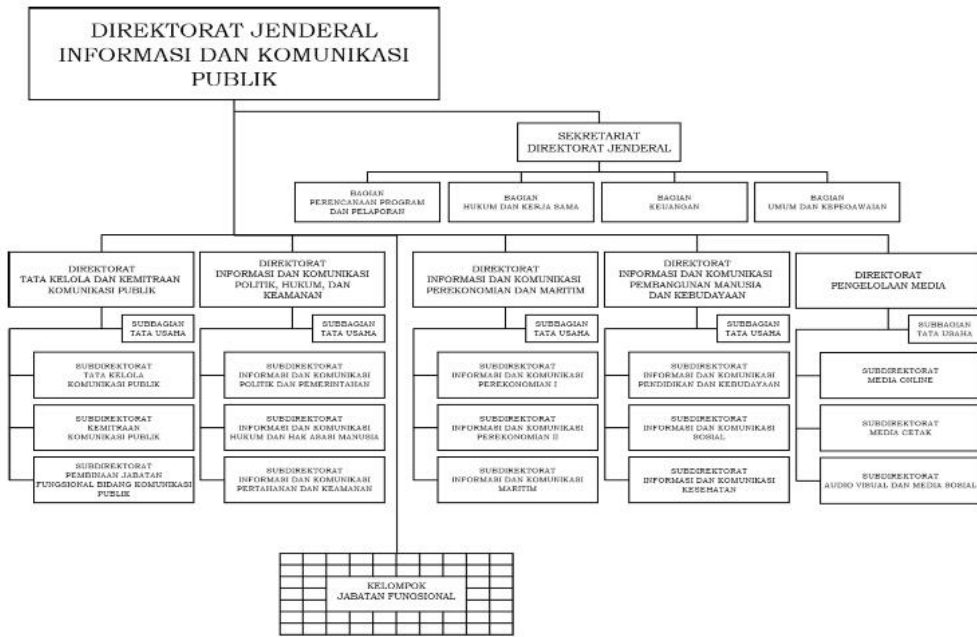 DIREKTORAT JENDERAL
INFORMASI DAN KOMUNIKASI
PUBLIK
SEKRETARIAT
DIREKTORAT JENDERAL
BAGIAN
PERENCANAAN PROGRAM
DAN PELAPORAN
BAGIAN
HUKUM DAN KERJA SAMA
BAGIAN
KEUANGAN
BAGIAN
UMUM DAN KEPEGAWAIAN
DIREKTORAT
TATA KELOLA DAN KEMITRAAN
KOMUNIKASI PUBLIK
DIREKTORAT
INFORMASI DAN KOMUNIKASI
POLITIK, HUKUM, DAN
KEAMANAN
DIREKTORAT
INFORMASI DAN KOMUNIKASI
PEREKONOMIAN DAN MARITIM
DIREKTORAT
INFORMASI DAN KOMUNIKASI
PEMBANGUNAN MANUSIA
DAN KEBUDAYAAN
DIREKTORAT
PENGELOLAAN MEDIA
SUBBAGIAN
TATA USAHA
SUBBAGIAN
TATA USAHA
SUBBAGIAN
TATA USAHA
SUBBAGIAN
TATA USAHA
SUBBAGIAN
TATA USAHA
SUBDIREKTORAT
TATA KELOLA
KOMUNIKASI PUBLIK
SUBDIREKTORAT
INFORMASI DAN KOMUNIKASI
POLITIK DAN PEMERINTAHAN
SUBDIREKTORAT
INFORMASI DAN KOMUNIKASI
PEREKONOMIAN I
SUBDIREKTORAT
INFORMASI DAN KOMUNIKASI
PENDIDIKAN DAN KEBUDAYAAN
SUBDIREKTORAT
MEDIA ONLINE
SUBDIREKTORAT
KEMITRAAN
KOMUNIKASI PUBLIK
SUBDIREKTORAT
INFORMASI DAN KOMUNIKASI
HUKUM DAN HAK ASASI MANUSIA
SUBDIREKTORAT
INFORMASI DAN KOMUNIKASI
PEREKONOMIAN II
SUBDIREKTORAT
INFORMASI DAN KOMUNIKASI
SOSIAL
SUBDIREKTORAT
MEDIA CETAK
SUBDIREKTORAT
PEMBINAAN JABATAN
FUNGSIONAL BIDANG KOMUNIKASI
PUBLIK
SUBDIREKTORAT
INFORMASI DAN KOMUNIKASI
PERTAHANAN DAN KEAMANAN
SUBDIREKTORAT
INFORMASI DAN KOMUNIKASI
MARITIM
SUBDIREKTORAT
INFORMASI DAN KOMUNIKASI
KESEHATAN
SUBDIREKTORAT
AUDIO VISUAL DAN MEDIA SOSIAL
KELOMPOK
JABATAN FUNGSIONAL